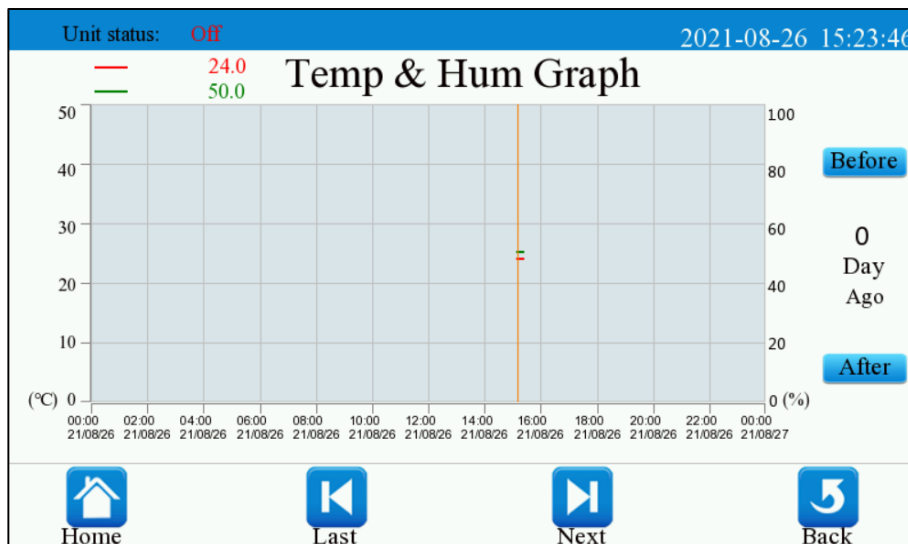 Unit status: Off 2021-08-26 15:23:46
24.0
50.0
Temp & Hum Graph
50 100
40 80
30 60
20 40
10 20
(℃) 0 0 (%)
Before
0
Day
Ago
After
00:00 02:00 04:00 06:00 08:00 10:00 12:00 14:00 16:00 18:00 20:00 22:00 00:00
21/08/26 21/08/26 21/08/26 21/08/26 21/08/26 21/08/26 21/08/26 21/08/26 21/08/26 21/08/26 21/08/26 21/08/26 21/08/27
Home Last Next Back